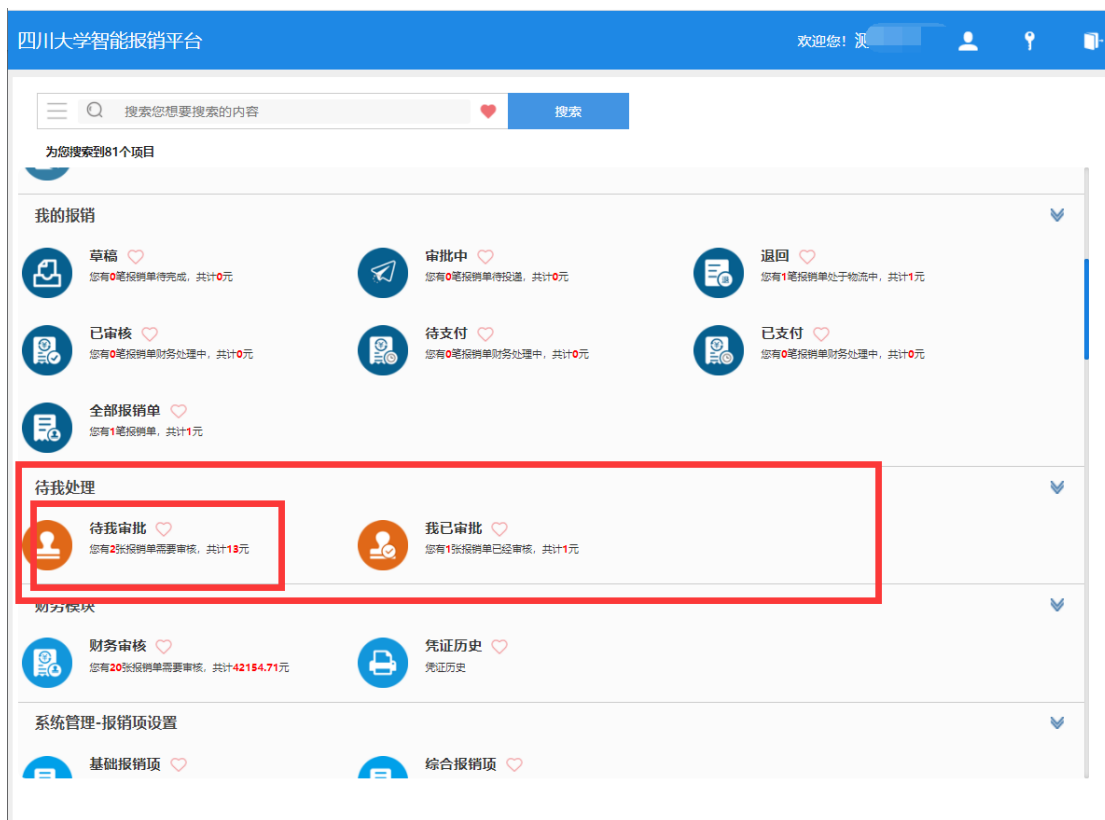 四川大学智能报销平台
欢迎您！测
搜索您想要搜索的内容
搜索
为您搜索到81个项目
我的报销
草稿
您有0笔报销单待完成，共计0元
审批中
您有0笔报销单待投递，共计0元
退回
您有1笔报销单处于物流中，共计1元
已审核
您有0笔报销单财务处理中，共计0元
待支付
您有0笔报销单财务处理中，共计0元
已支付
您有0笔报销单财务处理中，共计0元
全部报销单
您有1笔报销单，共计1元
待我处理
待我审批
您有2张报销单需要审核，共计13元
我已审批
您有1张报销单已经审核，共计1元
财务模块
财务审核
您有20张报销单需要审核，共计42154.71元
凭证历史
凭证历史
系统管理-报销项设置
基础报销项
综合报销项